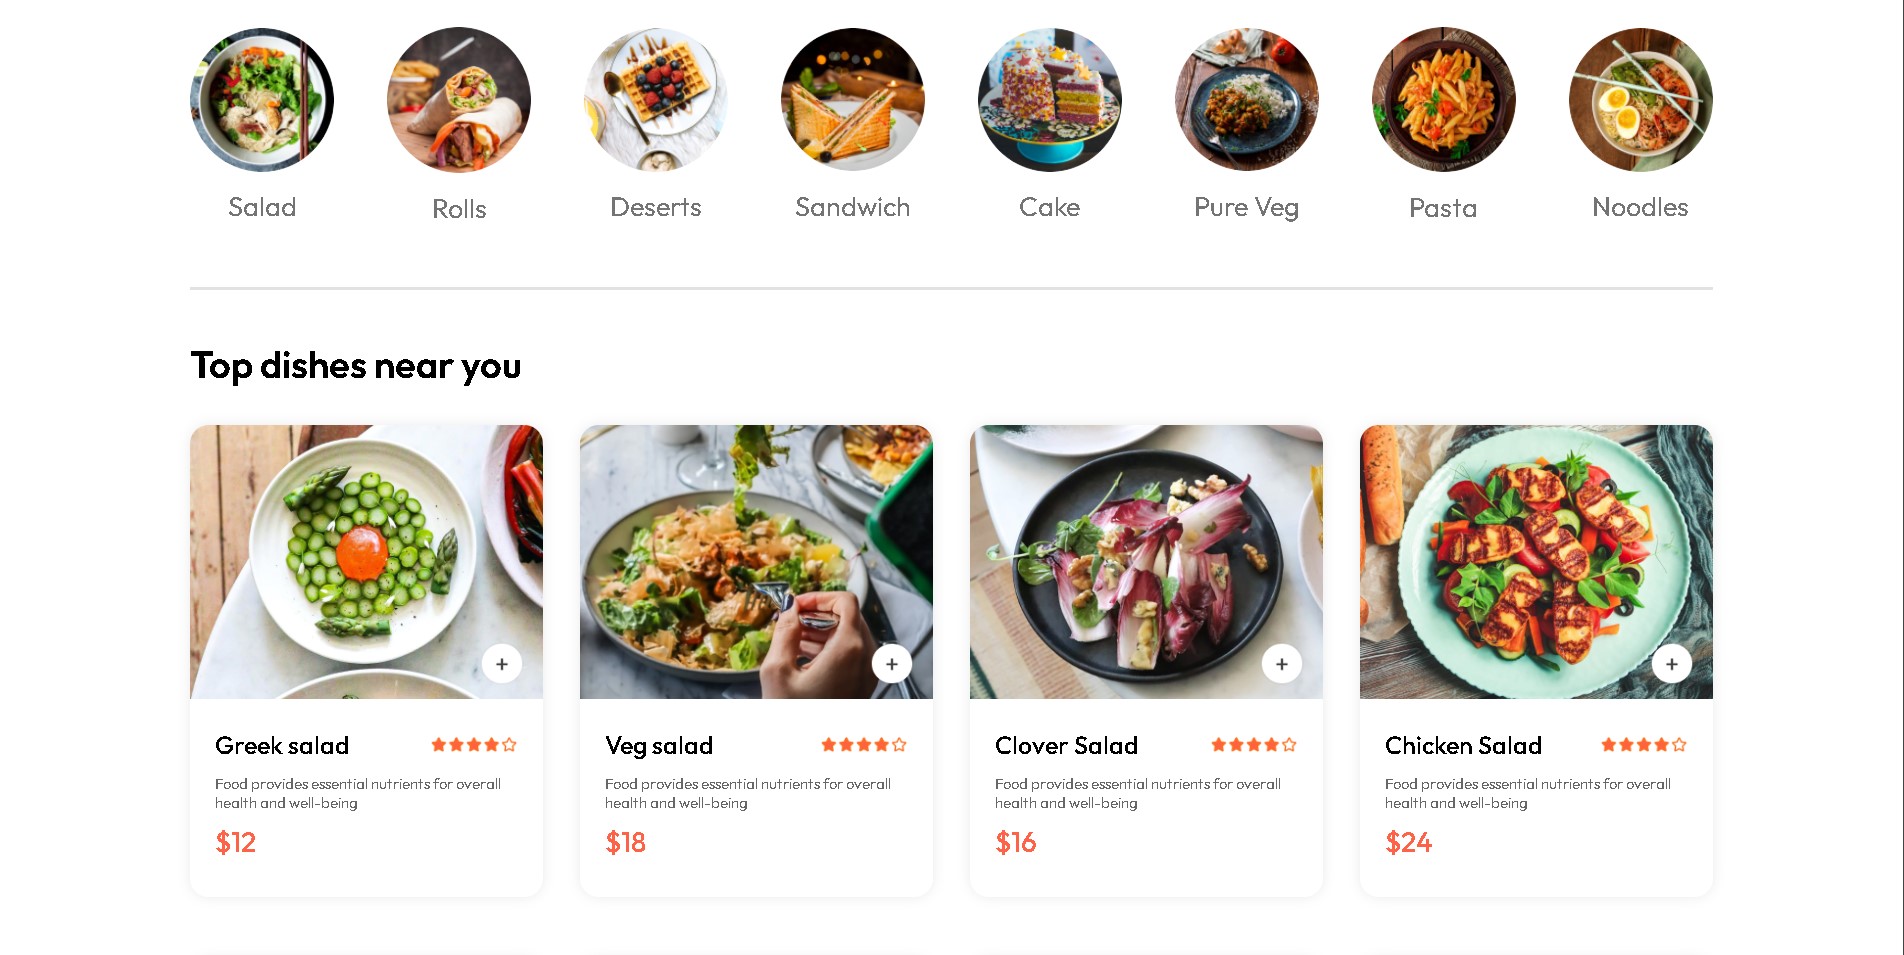 Salad
Rolls
Deserts
Sandwich
Cake
Pure Veg
Pasta
Noodles
Top dishes near you
Greek salad
Food provides essential nutrients for overall
health and well-being
$12
Veg salad
Food provides essential nutrients for overall
health and well-being
$18
Clover Salad
Food provides essential nutrients for overall
health and well-being
$16
Chicken Salad
Food provides essential nutrients for overall
health and well-being
$24